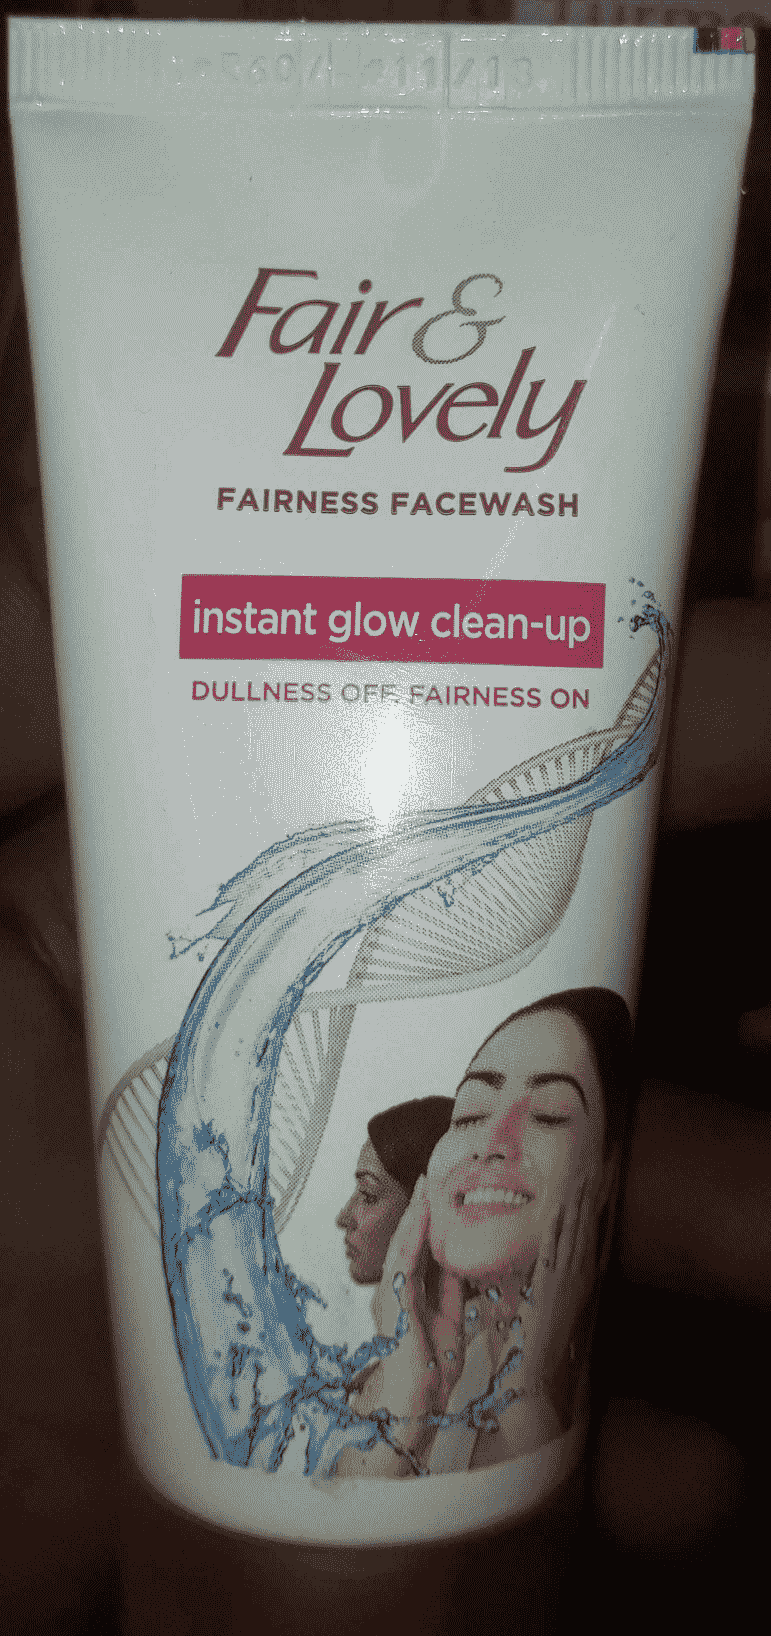 Fair &
Lovely
FAIRNESS FACEWASH
instant glow clean-up
DULLNESS OFF. FAIRNESS ON